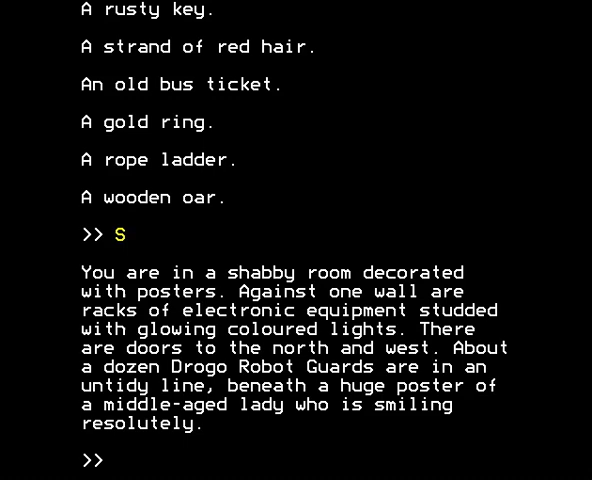 A rusty key.
A strand of red hair.
An old bus ticket.
A gold ring.
A rope ladder.
A wooden oar.
>> S
You are in a shabby room decorated
with posters. Against one wall are
racks of electronic equipment studded
with glowing coloured lights. There
are doors to the north and west. About
a dozen Drogo Robot Guards are in an
untidy line, beneath a huge poster of
a middle-aged lady who is smiling
resolutely.
>>